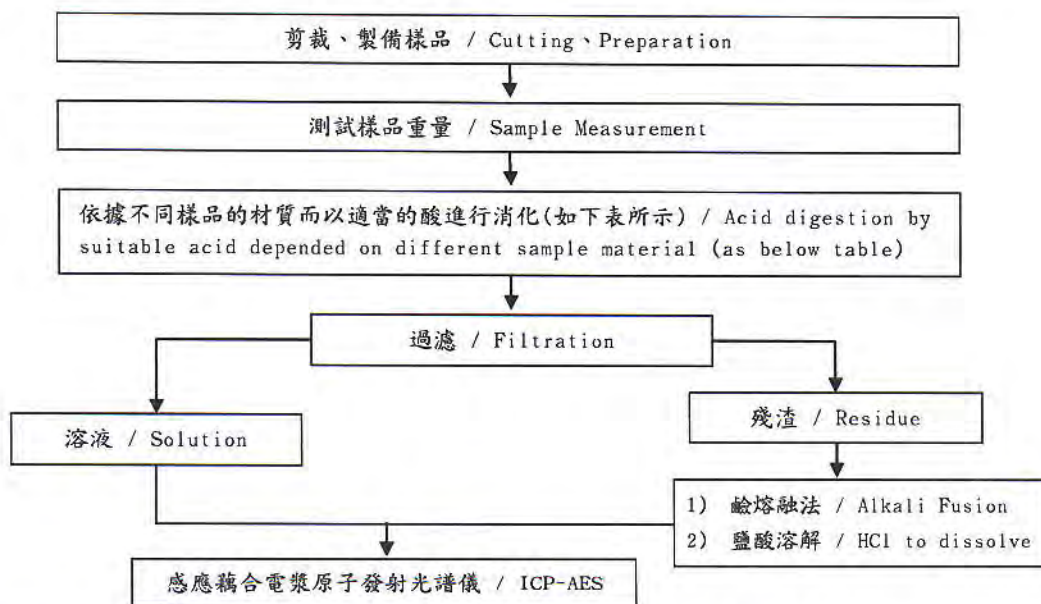 剪裁、製備樣品 / Cutting、Preparation
測試樣品重量 / Sample Measurement
依據不同樣品的材質而以適當的酸進行消化(如下表所示) / Acid digestion by
suitable acid depended on different sample material (as below table)
過濾 / Filtration
溶液 / Solution
殘渣 / Residue
1) 鹼熔融法 / Alkali Fusion
2) 鹽酸溶解 / HCl to dissolve
感應藕合電漿原子發射光譜儀 / ICP-AES